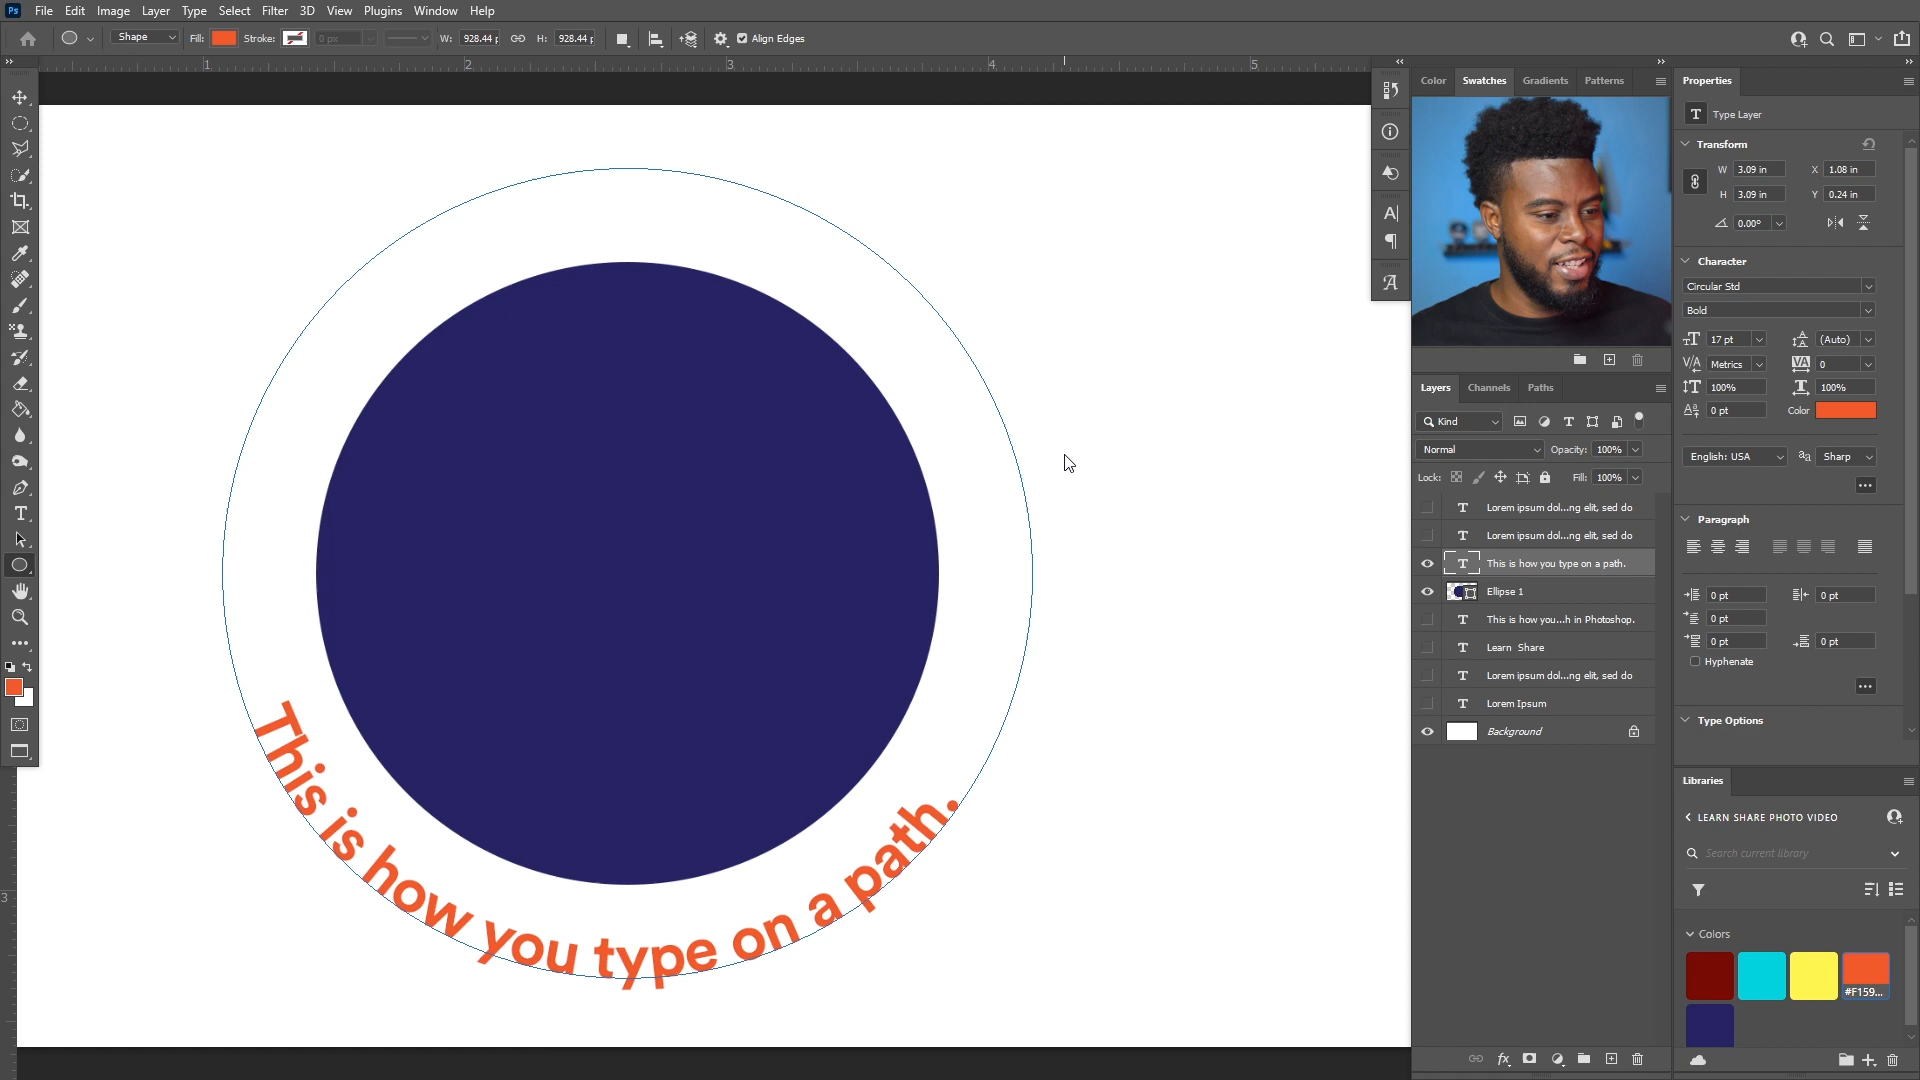 Ps File Edit Image Layer Type Select Filter 3D View Plugins Window Help
Shape Fill: Stroke: 0 px W: 928.44 p H: 928.44 p Align Edges
1 2 3 4 5
Color Swatches Gradients Patterns
Properties
T Type Layer
Transform
W 3.09 in X 1.08 in
H 3.09 in Y 0.24 in
0.00°
Character
Circular Std
Bold
17 pt (Auto)
Metrics 0
100% 100%
0 pt Color
English: USA Sharp
Paragraph
0 pt 0 pt
0 pt
0 pt 0 pt
Hyphenate
Type Options
Layers Channels Paths
Kind
Normal Opacity: 100%
Lock: Fill: 100%
Lorem ipsum dol...ng elit, sed do
Lorem ipsum dol...ng elit, sed do
This is how you type on a path.
Ellipse 1
This is how you...h in Photoshop.
Learn Share
Lorem ipsum dol...ng elit, sed do
Lorem Ipsum
Background
Libraries
LEARN SHARE PHOTO VIDEO
Search current library
Colors
#F159...
3
This is how you type on a path.